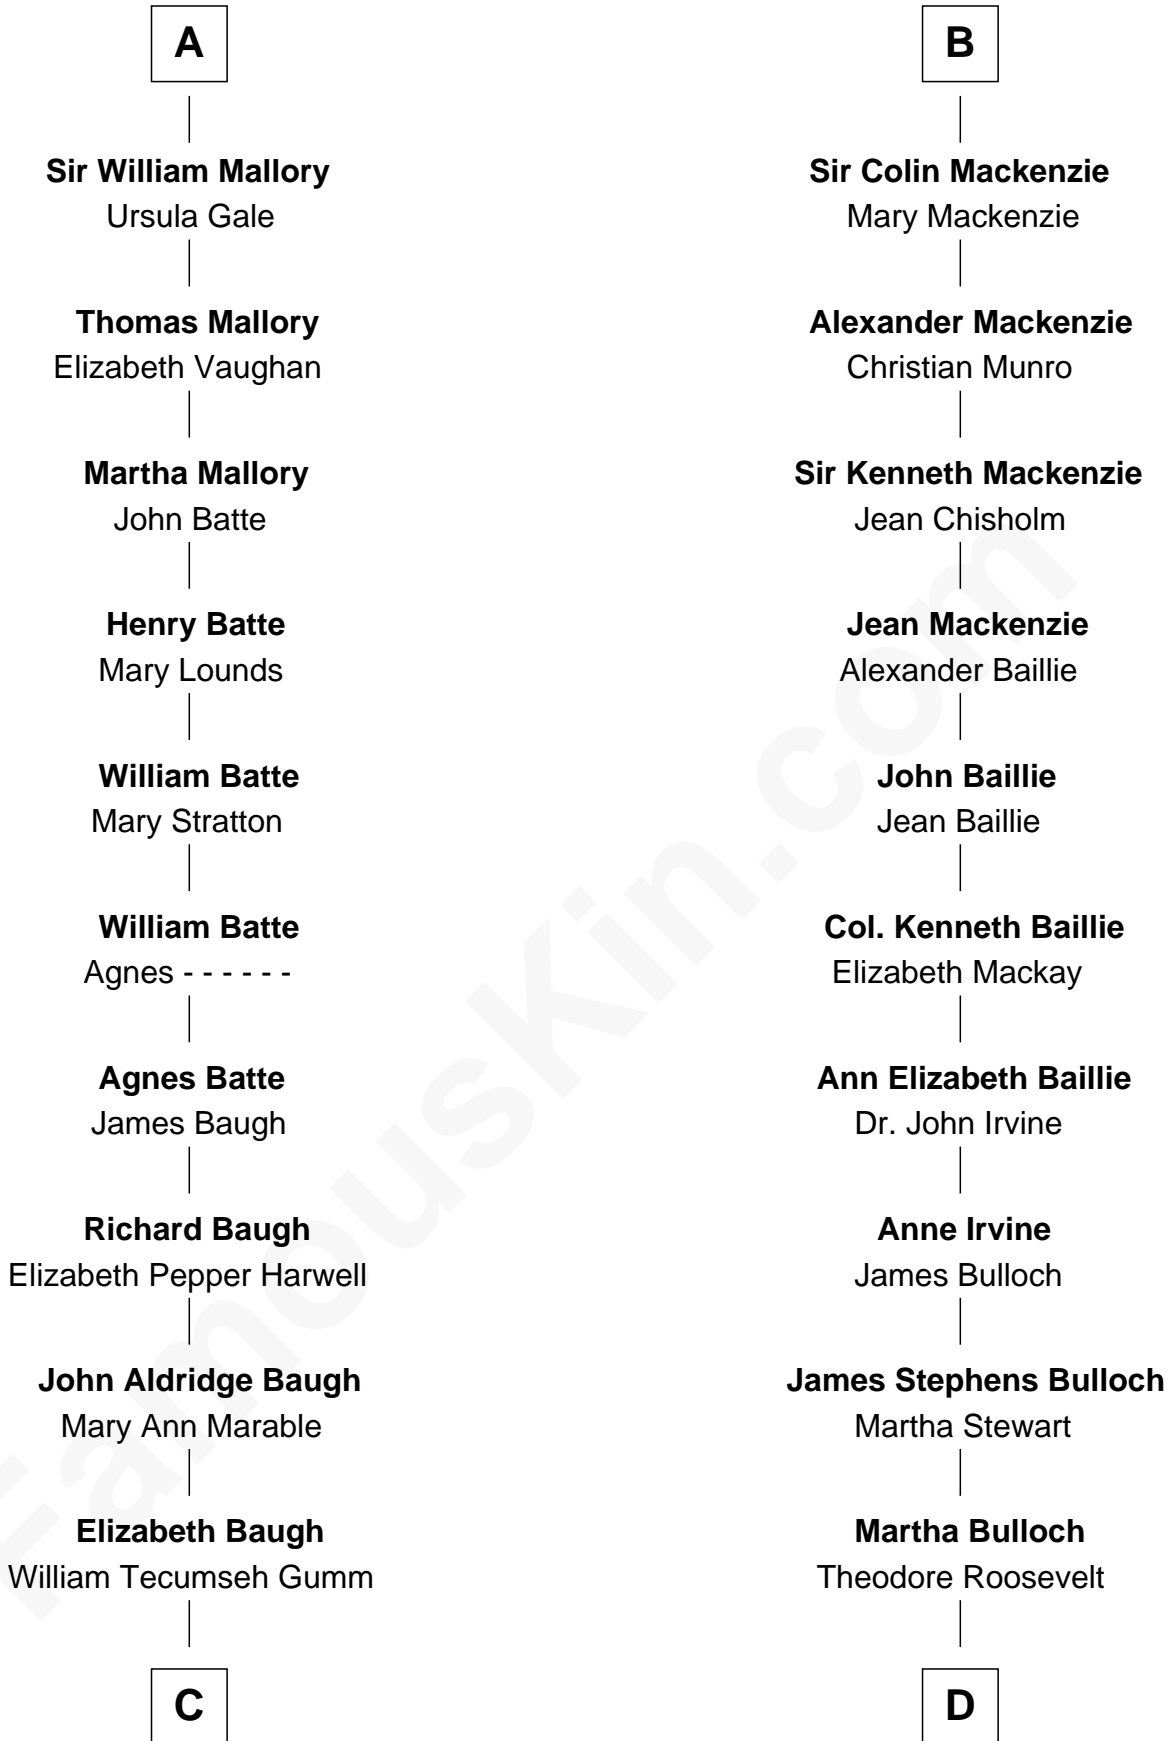 A
Sir William Mallory
Ursula Gale
Thomas Mallory
Elizabeth Vaughan
Martha Mallory
John Batte
Henry Batte
Mary Lounds
William Batte
Mary Stratton
William Batte
Agnes - - - - - -
Agnes Batte
James Baugh
Richard Baugh
Elizabeth Pepper Harwell
John Aldridge Baugh
Mary Ann Marable
Elizabeth Baugh
William Tecumseh Gumm
C
B
Sir Colin Mackenzie
Mary Mackenzie
Alexander Mackenzie
Christian Munro
Sir Kenneth Mackenzie
Jean Chisholm
Jean Mackenzie
Alexander Baillie
John Baillie
Jean Baillie
Col. Kenneth Baillie
Elizabeth Mackay
Ann Elizabeth Baillie
Dr. John Irvine
Anne Irvine
James Bulloch
James Stephens Bulloch
Martha Stewart
Martha Bulloch
Theodore Roosevelt
D
FamousKin.com